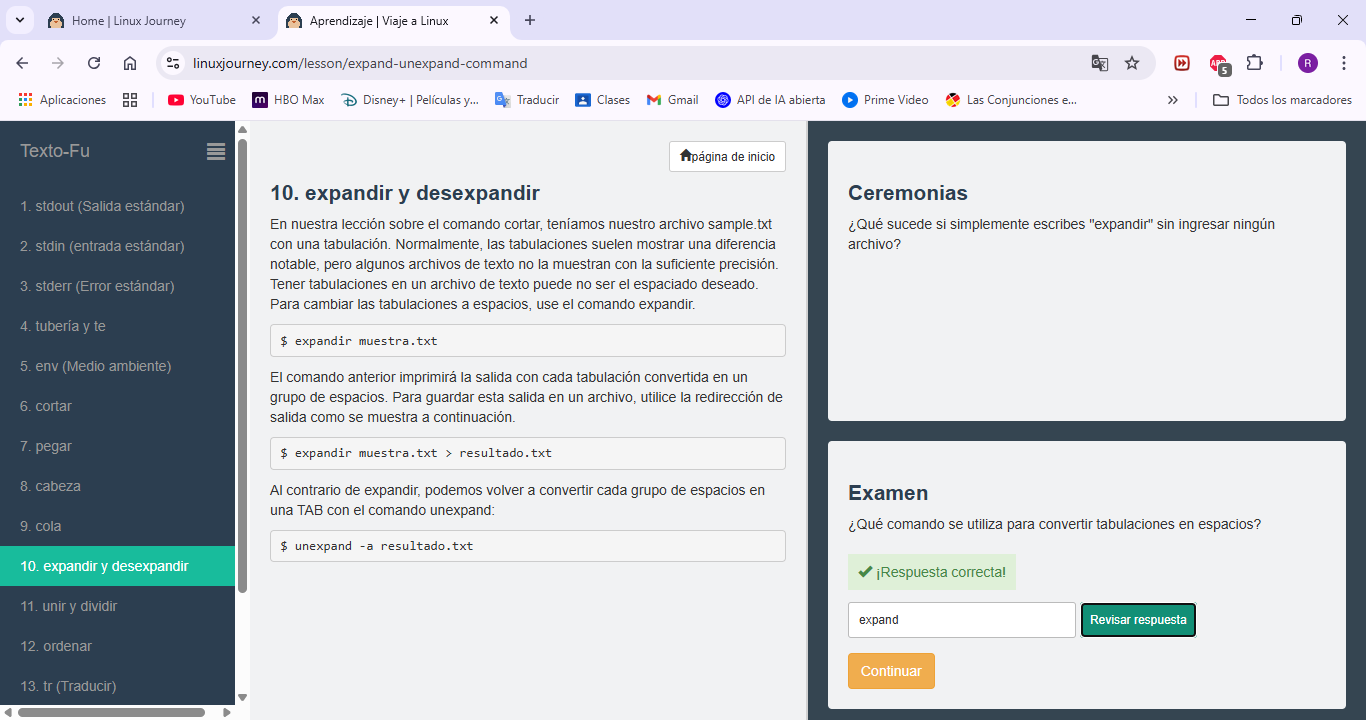 Home | Linux Journey
Aprendizaje | Viaje a Linux
linuxjourney.com/lesson/expand-unexpand-command
5
R
Aplicaciones
YouTube
HBO Max
Disney+ | Películas y...
Traducir
Clases
Gmail
API de IA abierta
Prime Video
Las Conjunciones e...
Todos los marcadores
Texto-Fu
1. stdout (Salida estándar)
2. stdin (entrada estándar)
3. stderr (Error estándar)
4. tubería y te
5. env (Medio ambiente)
6. cortar
7. pegar
8. cabeza
9. cola
10. expandir y desexpandir
11. unir y dividir
12. ordenar
13. tr (Traducir)
página de inicio
10. expandir y desexpandir
En nuestra lección sobre el comando cortar, teníamos nuestro archivo sample.txt
con una tabulación. Normalmente, las tabulaciones suelen mostrar una diferencia
notable, pero algunos archivos de texto no la muestran con la suficiente precisión.
Tener tabulaciones en un archivo de texto puede no ser el espaciado deseado.
Para cambiar las tabulaciones a espacios, use el comando expandir.
$ expandir muestra.txt
El comando anterior imprimirá la salida con cada tabulación convertida en un
grupo de espacios. Para guardar esta salida en un archivo, utilice la redirección de
salida como se muestra a continuación.
$ expandir muestra.txt > resultado.txt
Al contrario de expandir, podemos volver a convertir cada grupo de espacios en
una TAB con el comando unexpand:
$ unexpand -a resultado.txt
Ceremonias
¿Qué sucede si simplemente escribes "expandir" sin ingresar ningún
archivo?
Examen
¿Qué comando se utiliza para convertir tabulaciones en espacios?
¡Respuesta correcta!
expand
Revisar respuesta
Continuar